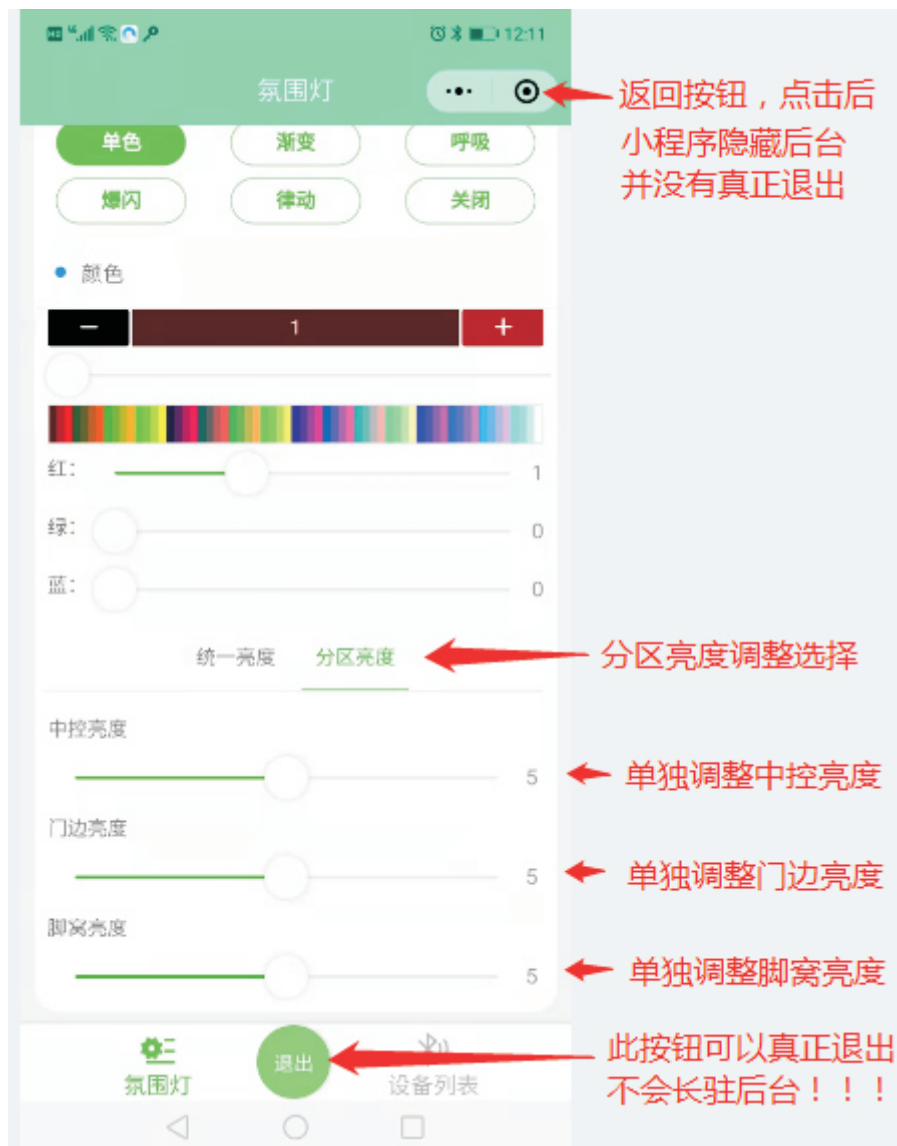 12:11
氛围灯
返回按钮，点击后
小程序隐藏后台
并没有真正退出
单色
渐变
呼吸
爆闪
律动
关闭
颜色
− 1 +
红： 1
绿： 0
蓝： 0
统一亮度
分区亮度
分区亮度调整选择
中控亮度
5
单独调整中控亮度
门边亮度
5
单独调整门边亮度
脚窝亮度
5
单独调整脚窝亮度
氛围灯
退出
设备列表
此按钮可以真正退出
不会长驻后台！！！